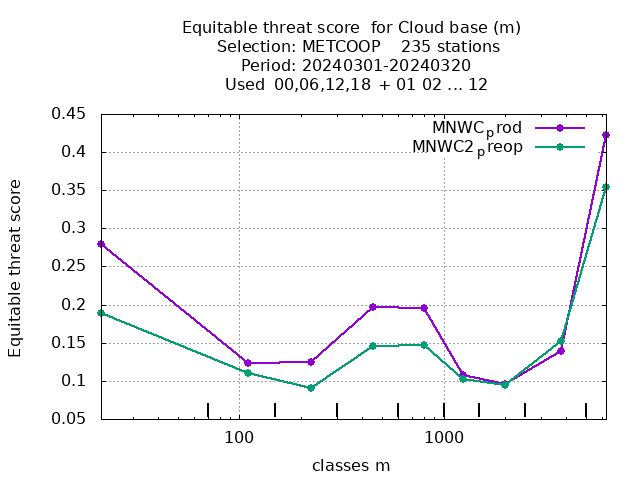 Equitable threat score  for Cloud base (m)
Selection: METCOOP    235 stations
Period: 20240301-20240320
Used  00,06,12,18  + 01 02 ... 12
0.45
0.4
0.35
0.3
0.25
0.2
0.15
0.1
0.05
Equitable threat score
MNWCprod
MNWC2preop
100
1000
classes m